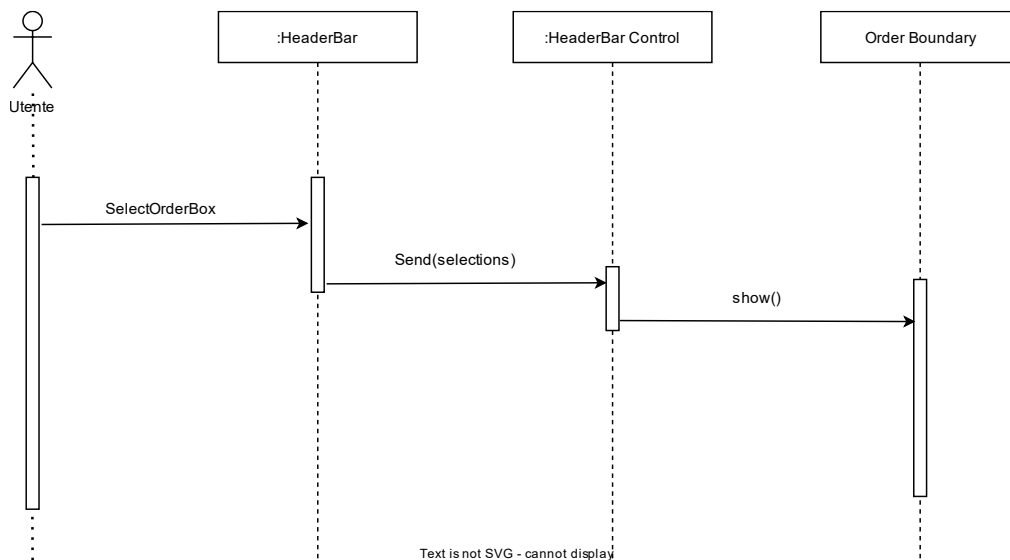 :HeaderBar
:HeaderBar Control
Order Boundary
Utente
SelectOrderBox
Send(selections)
show()
Text is not SVG - cannot display